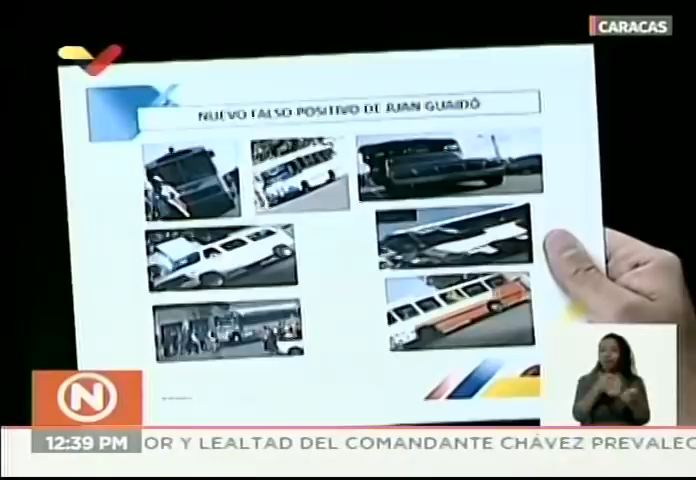 CARACAS
NUEVO FALSO POSITIVO DE JUAN GUAIDÓ
N
12:39 PM OR Y LEALTAD DEL COMANDANTE CHÁVEZ PREVALEC